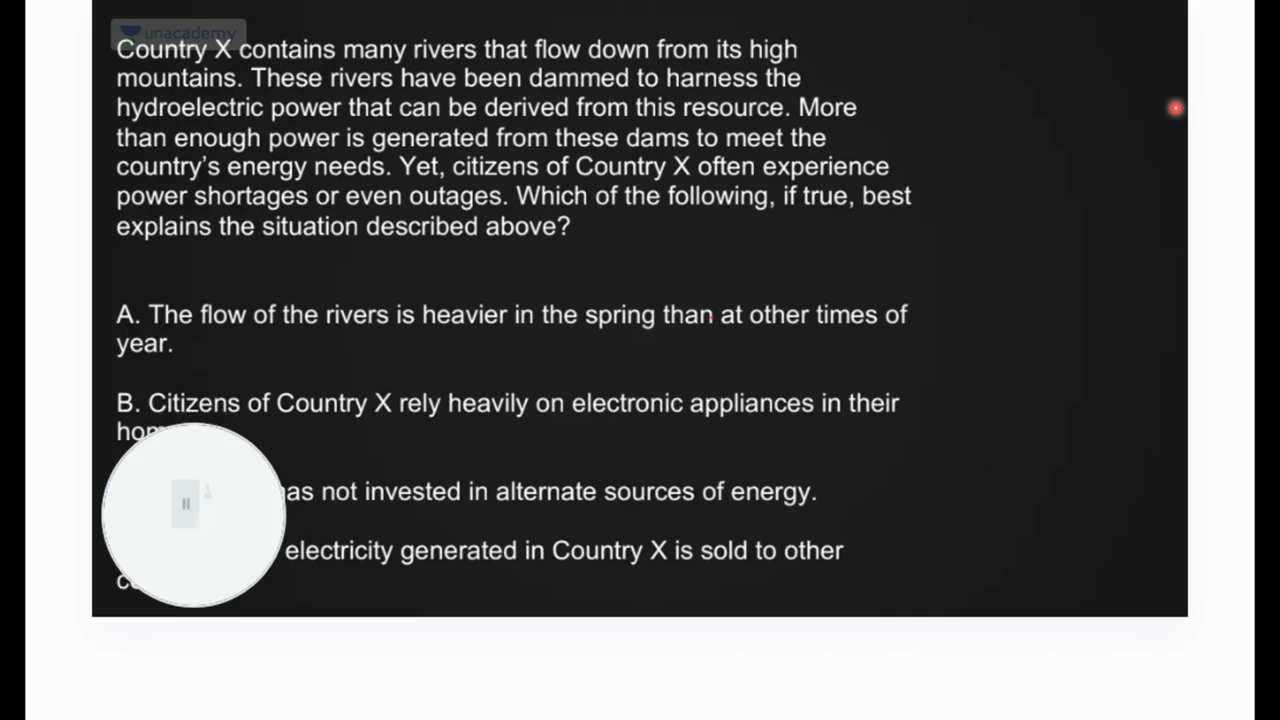 unacademy
Country X contains many rivers that flow down from its high
mountains. These rivers have been dammed to harness the
hydroelectric power that can be derived from this resource. More
than enough power is generated from these dams to meet the
country's energy needs. Yet, citizens of Country X often experience
power shortages or even outages. Which of the following, if true, best
explains the situation described above?
A. The flow of the rivers is heavier in the spring than at other times of
year.
B. Citizens of Country X rely heavily on electronic appliances in their
not invested in alternate sources of energy.
electricity generated in Country X is sold to other